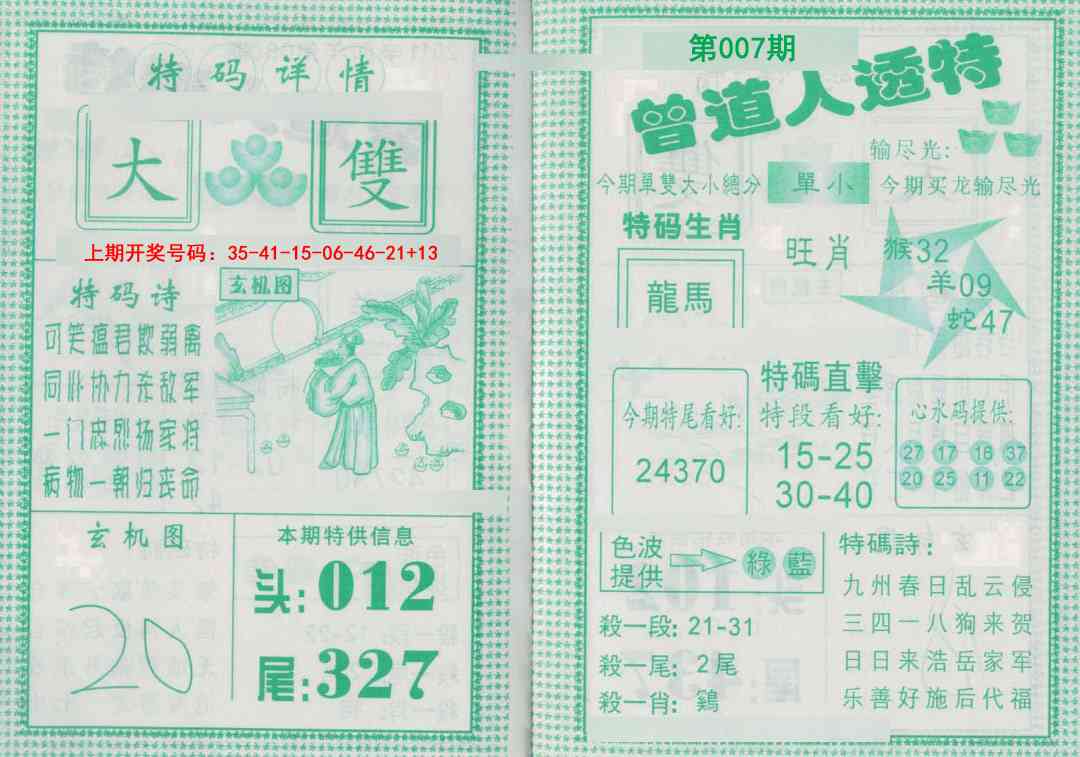 特码详情
大 雙
上期开奖号码：35-41-15-06-46-21+13
特码诗
可笑瘟君欺弱禽
同心协力杀敌军
一门忠烈杨家将
病物一朝归丧命
玄机图
玄机图
20
本期特供信息
头:012
尾:327
第007期
曾道人透特
输尽光:
今期單雙大小總分 單小 今期买龙输尽光
特码生肖
龍馬
旺肖
猴32
羊09
蛇47
特碼直擊
今期特尾看好:
24370
特段看好:
15-25
30-40
心水码提供:
27 17 18 37
20 25 11 22
色波
提供
綠 藍
殺一段: 21-31
殺一尾: 2尾
殺一肖: 鷄
特碼詩:
九州春日乱云侵
三四一八狗来贺
日日来浩岳家军
乐善好施后代福